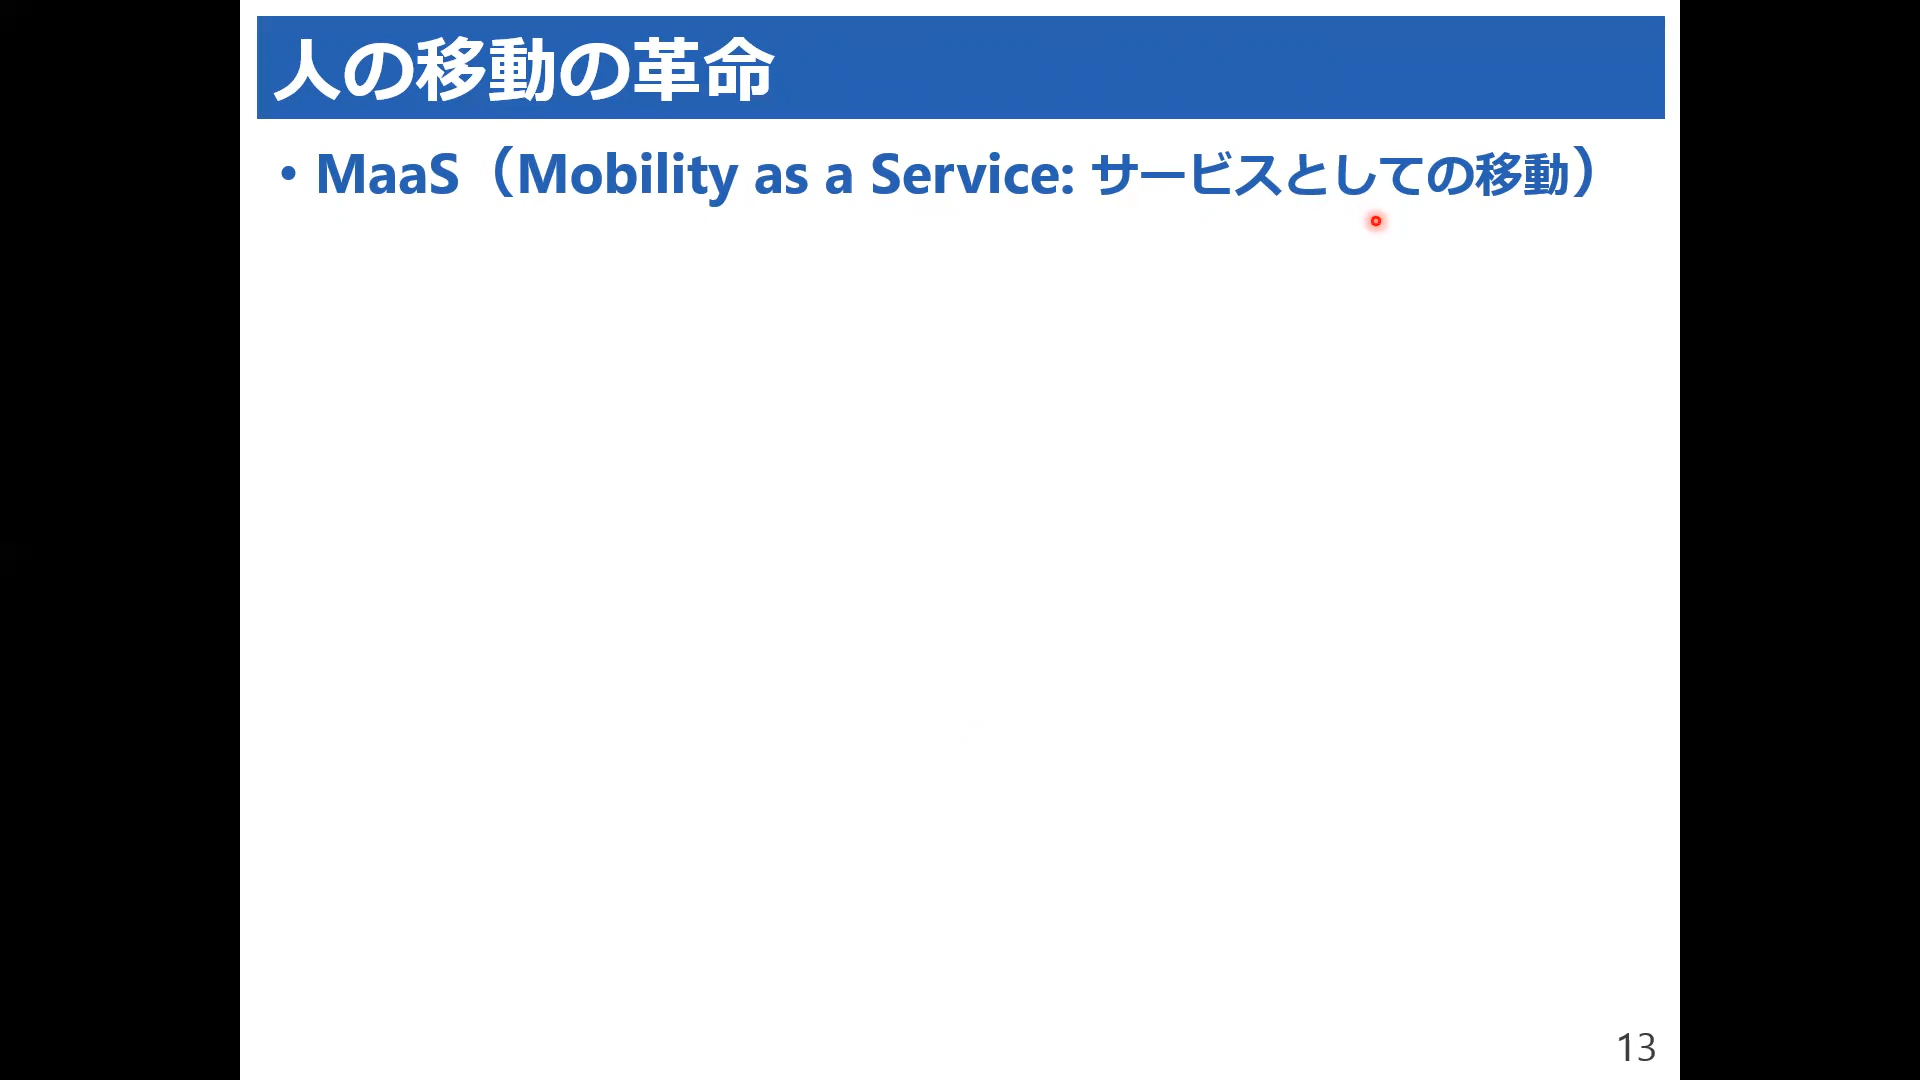 人の移動の革命
• MaaS（Mobility as a Service: サービスとしての移動）
13